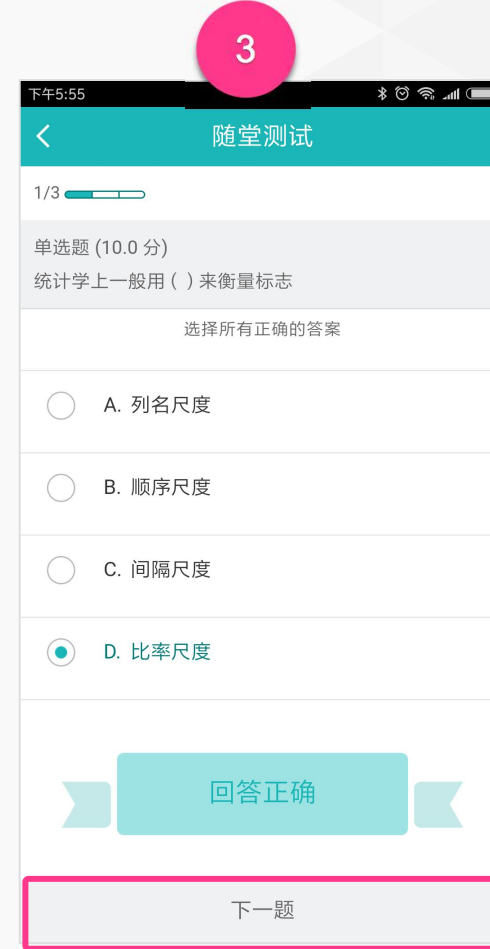 3
下午5:55
随堂测试
1/3
单选题 (10.0 分)
统计学上一般用 ( ) 来衡量标志
选择所有正确的答案
A. 列名尺度
B. 顺序尺度
C. 间隔尺度
D. 比率尺度
回答正确
下一题